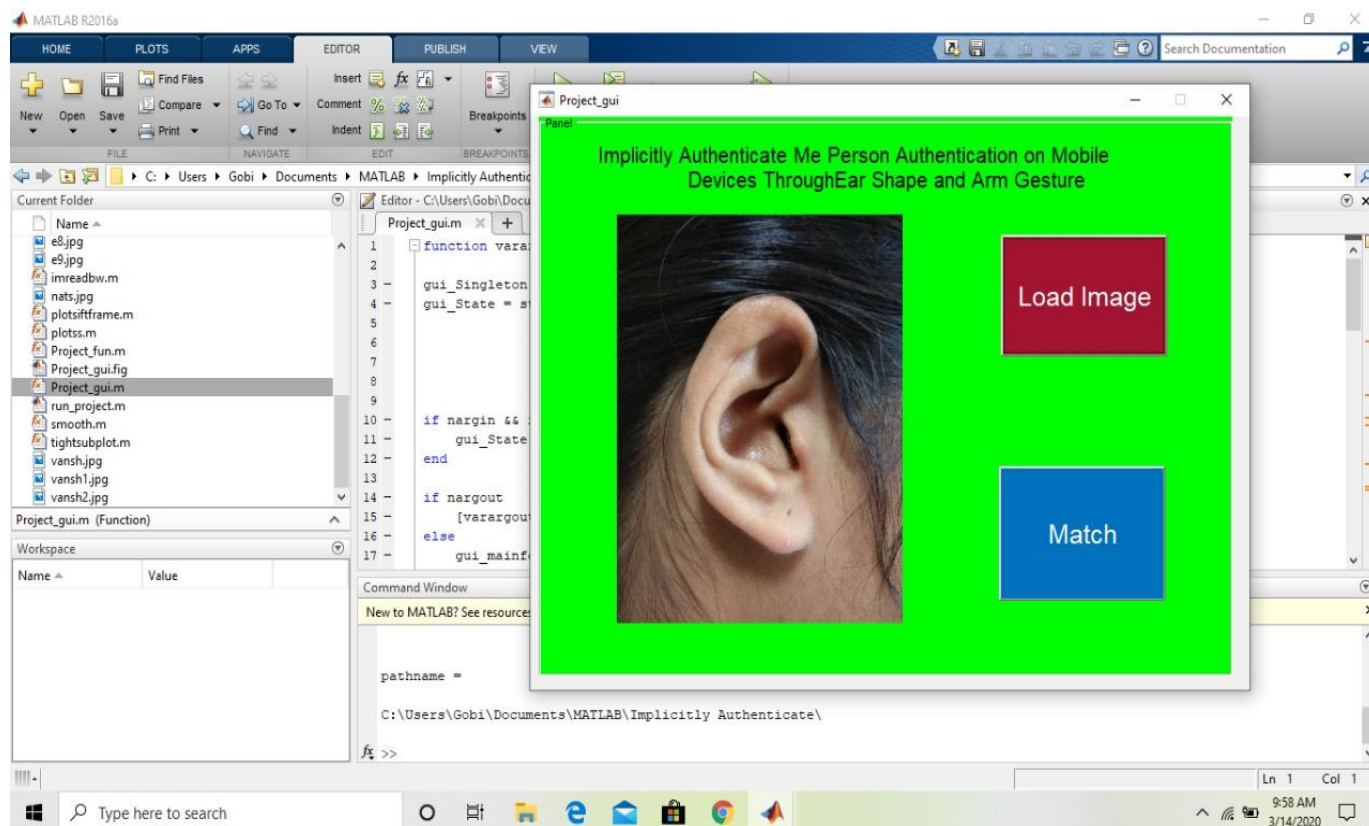 MATLAB R2016a
HOME PLOTS APPS EDITOR PUBLISH VIEW
Search Documentation
New Open Save
Find Files
Compare
Print
Go To
Find
Insert fx
Comment
Indent
Breakpoints
FILE NAVIGATE EDIT BREAKPOINTS
C: Users Gobi Documents MATLAB Implicitly Authentic
Current Folder
Name
e8.jpg
e9.jpg
imreadbw.m
nats.jpg
plotsiftframe.m
plotss.m
Project_fun.m
Project_gui.fig
Project_gui.m
run_project.m
smooth.m
tightsubplot.m
vansh.jpg
vansh1.jpg
vansh2.jpg
Project_gui.m (Function)
Workspace
Name Value
Editor - C:\Users\Gobi\Docu
Project_gui.m
1 function varar
2
3 - gui_Singleton
4 - gui_State = st
5
6
7
8
9
10 - if nargin &&
11 - gui_State
12 - end
13
14 - if nargout
15 - [varargout
16 - else
17 - gui_mainf
Command Window
New to MATLAB? See resources
pathname =
C:\Users\Gobi\Documents\MATLAB\Implicitly Authenticate\
fx >>
Project_gui
Panel
Implicitly Authenticate Me Person Authentication on Mobile
Devices ThroughEar Shape and Arm Gesture
Load Image
Match
Ln 1 Col 1
Type here to search
9:58 AM
3/14/2020